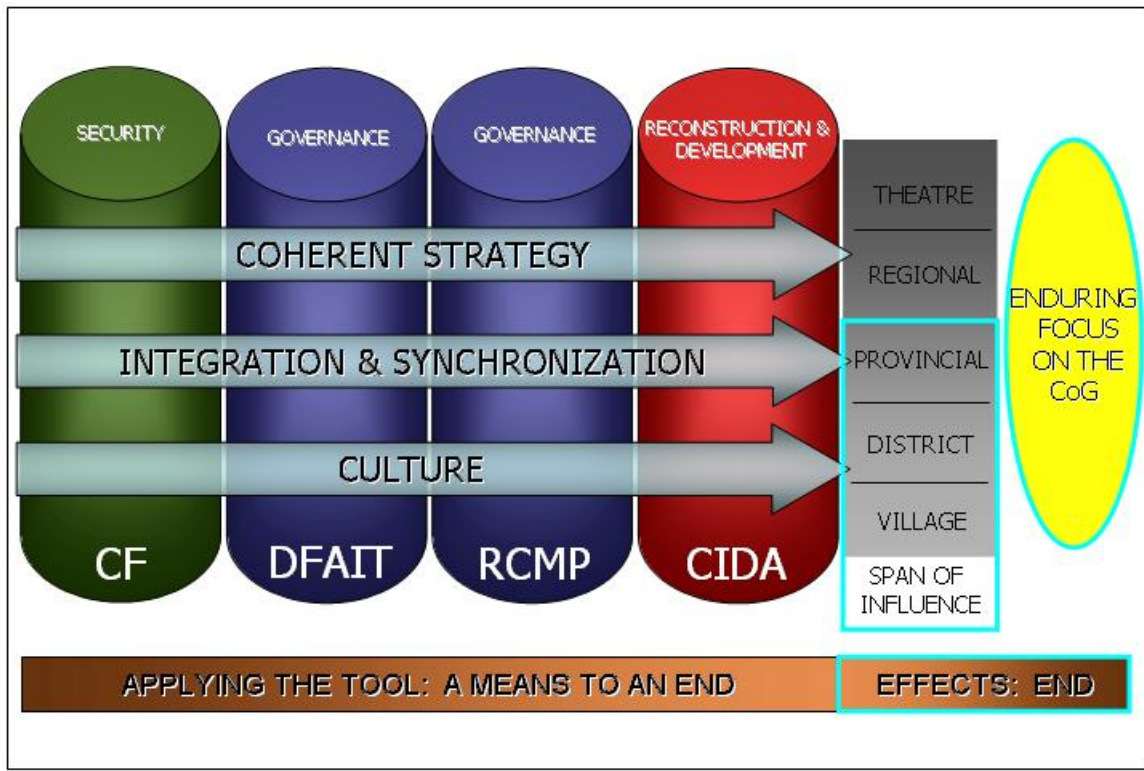 SECURITY
GOVERNANCE
GOVERNANCE
RECONSTRUCTION &
DEVELOPMENT
COHERENT STRATEGY
INTEGRATION & SYNCHRONIZATION
CULTURE
CF
DFAIT
RCMP
CIDA
THEATRE
REGIONAL
PROVINCIAL
DISTRICT
VILLAGE
SPAN OF
INFLUENCE
ENDURING
FOCUS
ON THE
CoG
APPLYING THE TOOL: A MEANS TO AN END
EFFECTS: END